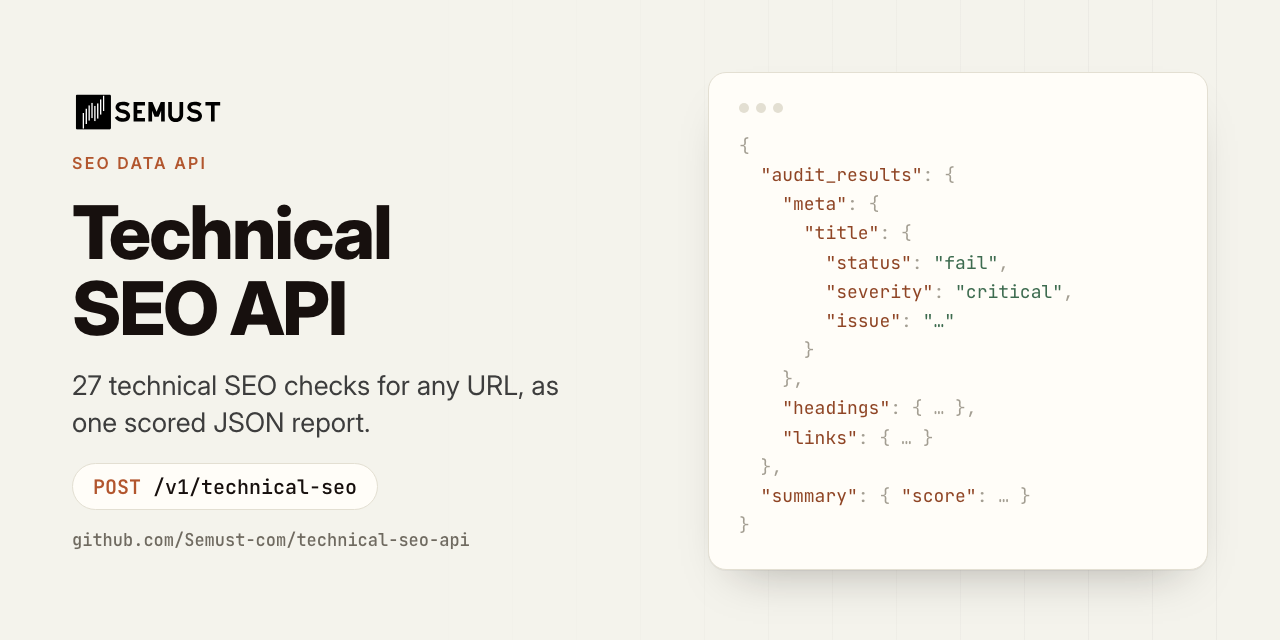 SEMUST
SEO DATA API
Technical
SEO API
27 technical SEO checks for any URL, as
one scored JSON report.
POST /v1/technical-seo
github.com/Semust-com/technical-seo-api
{
  "audit_results": {
    "meta": {
      "title": {
        "status": "fail",
        "severity": "critical",
        "issue": "…"
      }
    },
    "headings": { … },
    "links": { … }
  },
  "summary": { "score": … }
}